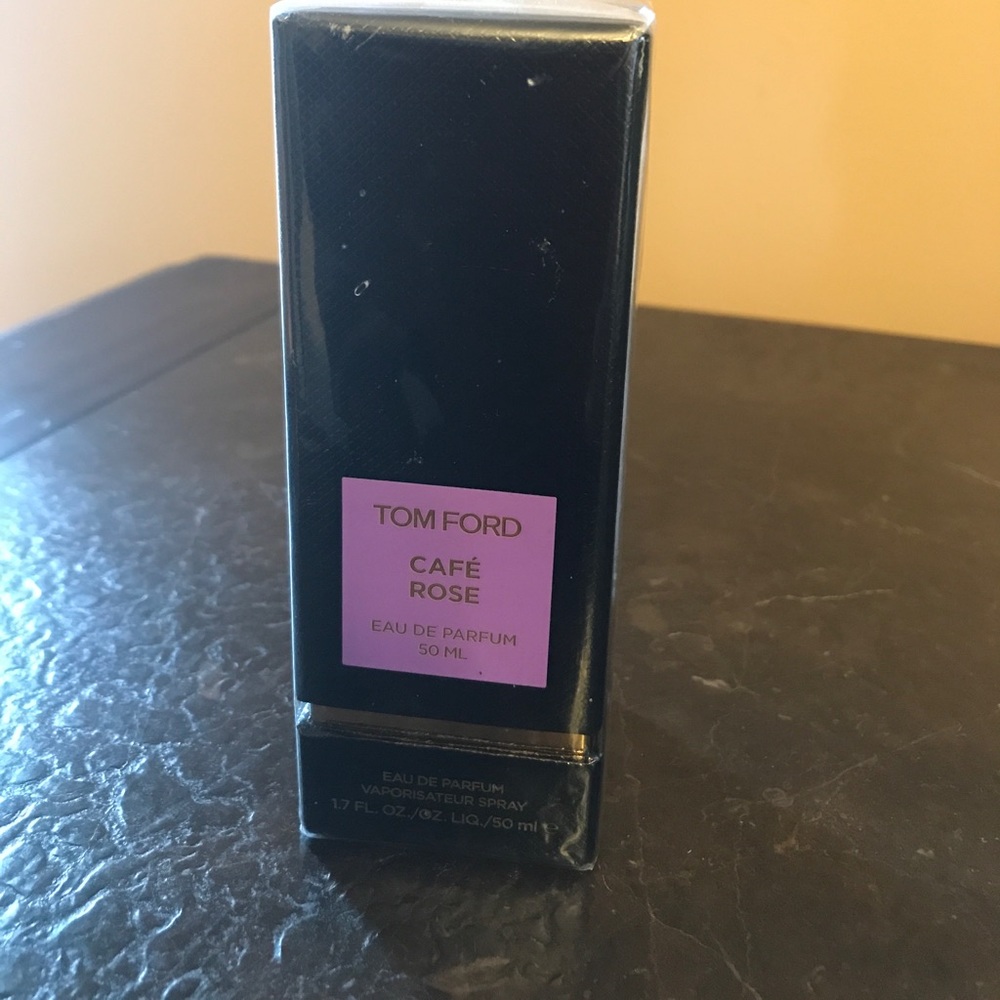 TOM FORD
CAFÉ
ROSE
EAU DE PARFUM
50 ML
EAU DE PARFUM
VAPORISATEUR SPRAY
1.7 FL. OZ./OZ. LIQ./50 ml ℮